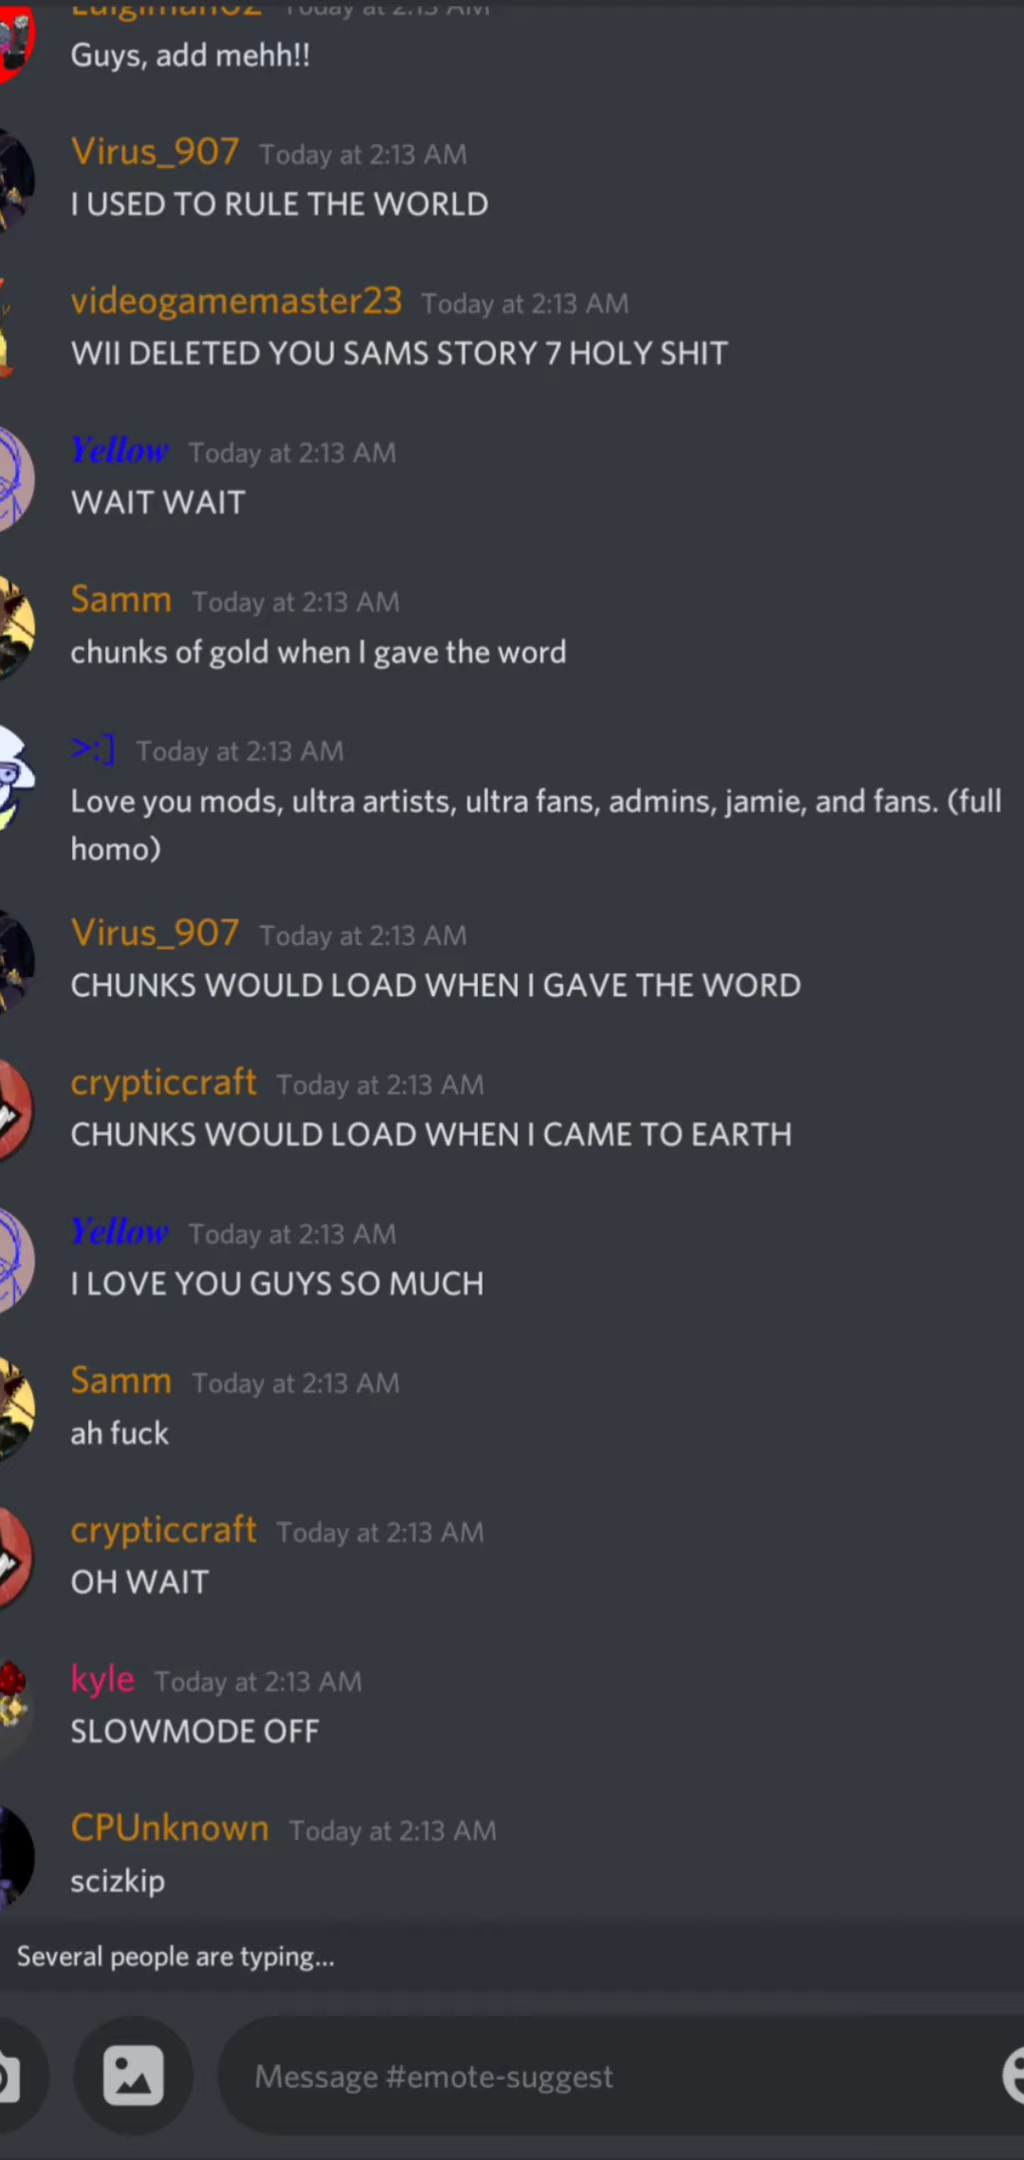 Luigiman02 Today at 2:13 AM
Guys, add mehh!!
Virus_907 Today at 2:13 AM
I USED TO RULE THE WORLD
videogamemaster23 Today at 2:13 AM
WII DELETED YOU SAMS STORY 7 HOLY SHIT
Yellow Today at 2:13 AM
WAIT WAIT
Samm Today at 2:13 AM
chunks of gold when I gave the word
>:] Today at 2:13 AM
Love you mods, ultra artists, ultra fans, admins, jamie, and fans. (full
homo)
Virus_907 Today at 2:13 AM
CHUNKS WOULD LOAD WHEN I GAVE THE WORD
crypticcraft Today at 2:13 AM
CHUNKS WOULD LOAD WHEN I CAME TO EARTH
Yellow Today at 2:13 AM
I LOVE YOU GUYS SO MUCH
Samm Today at 2:13 AM
ah fuck
crypticcraft Today at 2:13 AM
OH WAIT
kyle Today at 2:13 AM
SLOWMODE OFF
CPUnknown Today at 2:13 AM
scizkip
Several people are typing...
Message #emote-suggest